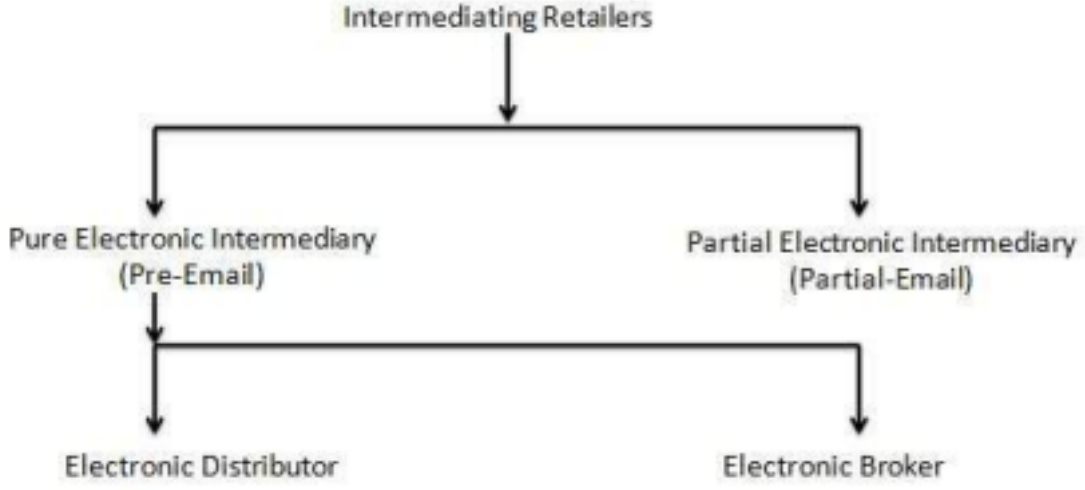 Intermediating Retailers
Pure Electronic Intermediary
(Pre-Email)
Partial Electronic Intermediary
(Partial-Email)
Electronic Distributor
Electronic Broker